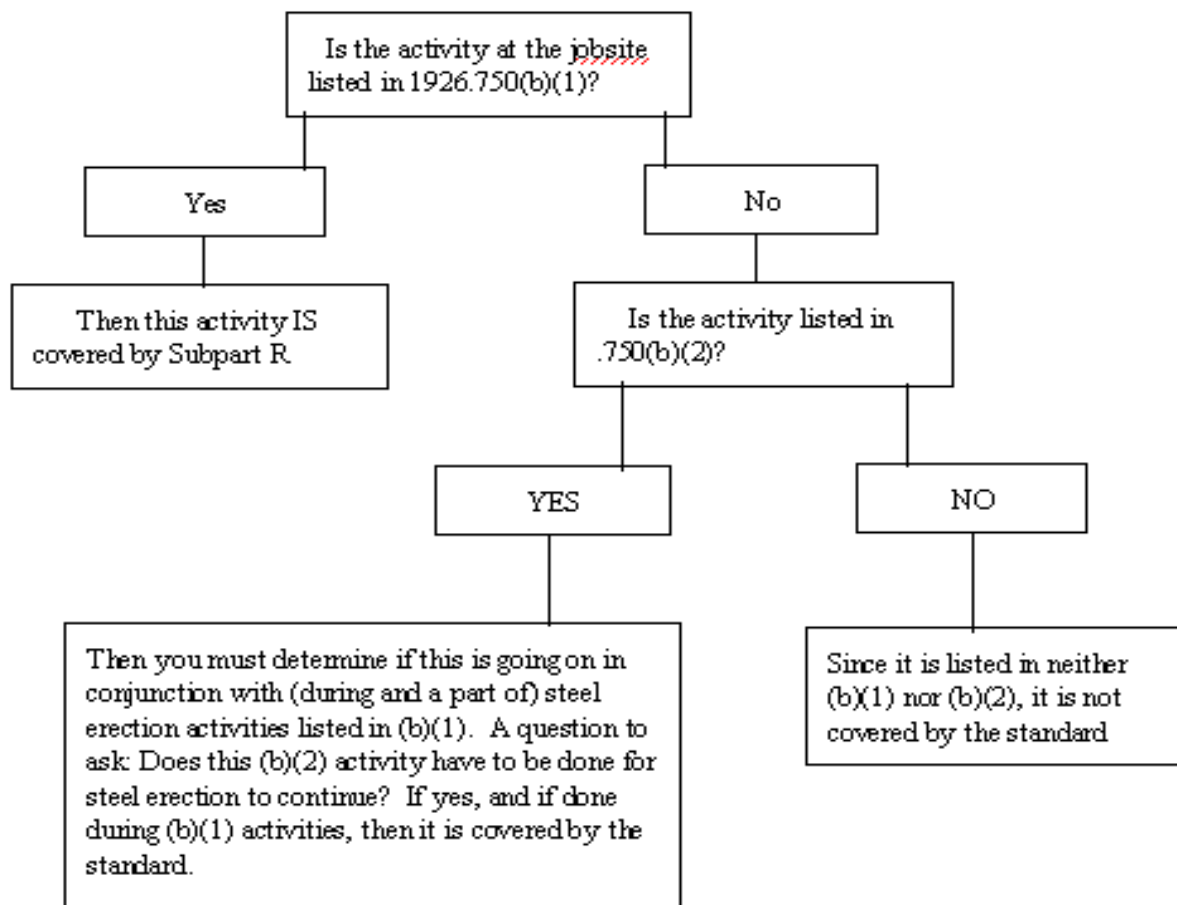 Is the activity at the jobsite
listed in 1926.750(b)(1)?
Yes
No
Then this activity IS
covered by Subpart R
Is the activity listed in
.750(b)(2)?
YES
NO
Then you must determine if this is going on in
conjunction with (during and a part of) steel
erection activities listed in (b)(1). A question to
ask: Does this (b)(2) activity have to be done for
steel erection to continue? If yes, and if done
during (b)(1) activities, then it is covered by the
standard.
Since it is listed in neither
(b)(1) nor (b)(2), it is not
covered by the standard